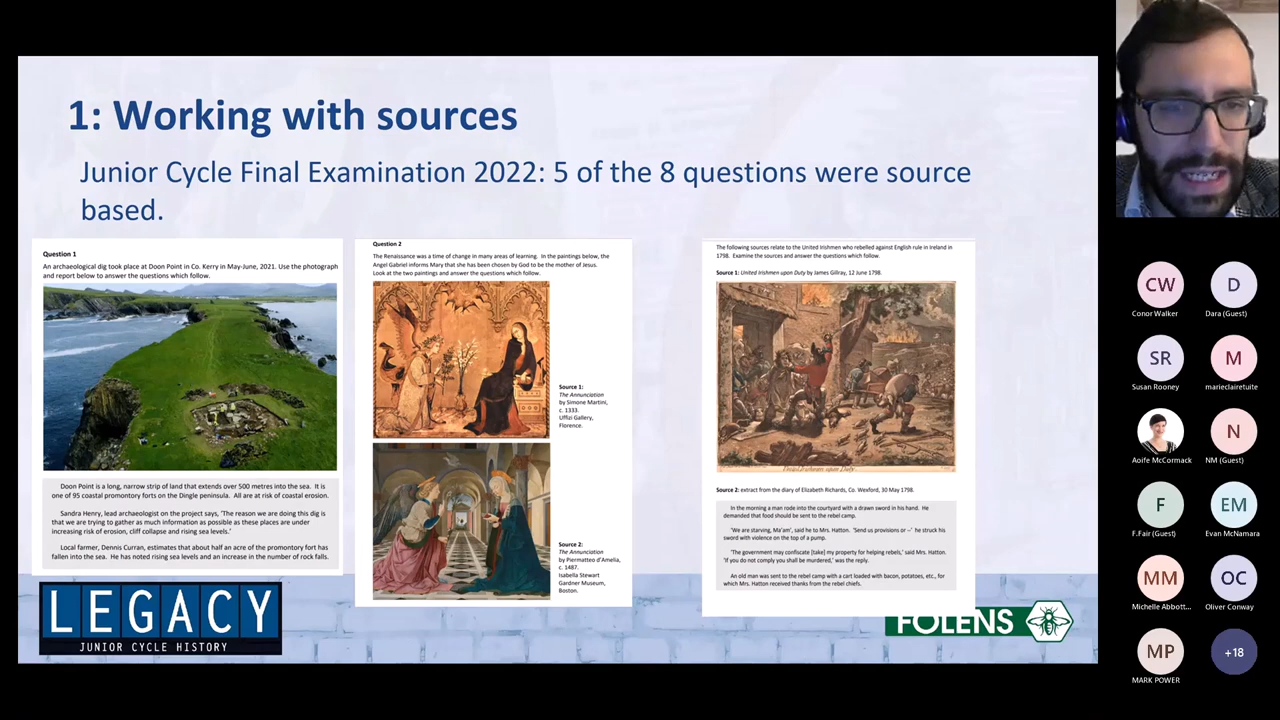 1: Working with sources
Junior Cycle Final Examination 2022: 5 of the 8 questions were source
based.
Question 1
An archaeological dig took place at Doon Point in Co. Kerry in May-June, 2021. Use the photograph
and report below to answer the questions which follow.
Doon Point is a long, narrow strip of land that extends over 500 metres into the sea. It is
one of 95 coastal promontory forts on the Dingle peninsula. All are at risk of coastal erosion.
Sandra Henry, lead archaeologist on the project says, 'The reason we are doing this dig is
that we are trying to gather as much information as possible as these places are under
increasing risk of erosion, cliff collapse and rising sea levels.'
Local farmer, Dennis Curran, estimates that about half an acre of the promontory fort has
fallen into the sea. He has noted rising sea levels and an increase in the number of rock falls.
Question 2
The Renaissance was a time of change in many areas of learning. In the paintings below, the
Angel Gabriel informs Mary that she has been chosen by God to be the mother of Jesus.
Look at the two paintings and answer the questions which follow.
Source 1:
The Annunciation
by Simone Martini,
c. 1333.
Uffizi Gallery,
Florence.
Source 2:
The Annunciation
by Piermatteo d'Amelia,
c. 1487.
Isabella Stewart
Gardner Museum,
Boston.
The following sources relate to the United Irishmen who rebelled against English rule in Ireland in
1798. Examine the sources and answer the questions which follow.
Source 1: United Irishmen upon Duty by James Gillray, 12 June 1798.
United Irishmen upon Duty.
Source 2: extract from the diary of Elizabeth Richards, Co. Wexford, 30 May 1798.
In the morning a man rode into the courtyard with a drawn sword in his hand. He
demanded that food should be sent to the rebel camp.
'We are starving, Ma'am', said he to Mrs. Hatton. 'Send us provisions or --' he struck his
sword with violence on the top of a pump.
'The government may confiscate [take] my property for helping rebels,' said Mrs. Hatton.
'If you do not comply you shall be murdered,' was the reply.
An old man was sent to the rebel camp with a cart loaded with bacon, potatoes, etc., for
which Mrs. Hatton received thanks from the rebel chiefs.
LEGACY
JUNIOR CYCLE HISTORY
FOLENS
CW
Conor Walker
D
Dara (Guest)
SR
Susan Rooney
M
marieclairetuite
Aoife McCormack
N
NM (Guest)
F
F.Fair (Guest)
EM
Evan McNamara
MM
Michelle Abbott...
OC
Oliver Conway
MP
MARK POWER
+18